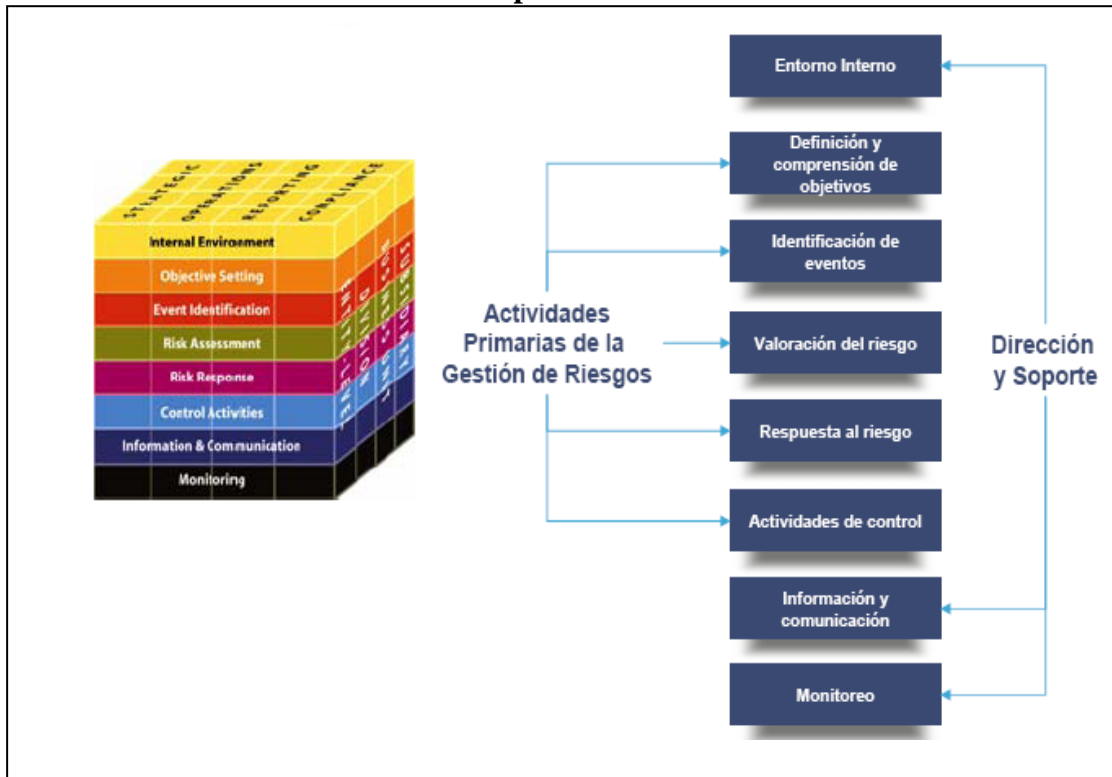 STRATEGIC
OPERATIONS
REPORTING
COMPLIANCE
Internal Environment
Objective Setting
Event Identification
Risk Assessment
Risk Response
Control Activities
Information & Communication
Monitoring
Actividades
Primarias de la
Gestión de Riesgos
Entorno Interno
Definición y
comprensión de
objetivos
Identificación de
eventos
Valoración del riesgo
Respuesta al riesgo
Actividades de control
Información y
comunicación
Monitoreo
Dirección
y Soporte